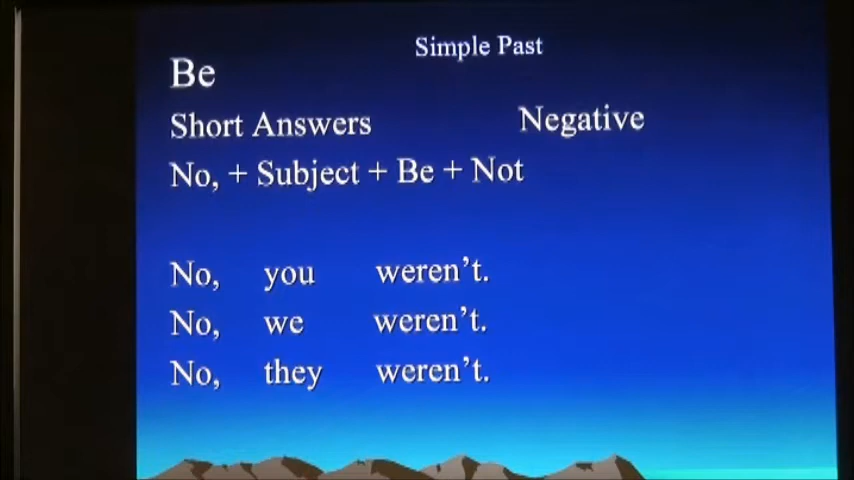 Simple Past
Be
Short Answers Negative
No, + Subject + Be + Not
No, you weren't.
No, we weren't.
No, they weren't.